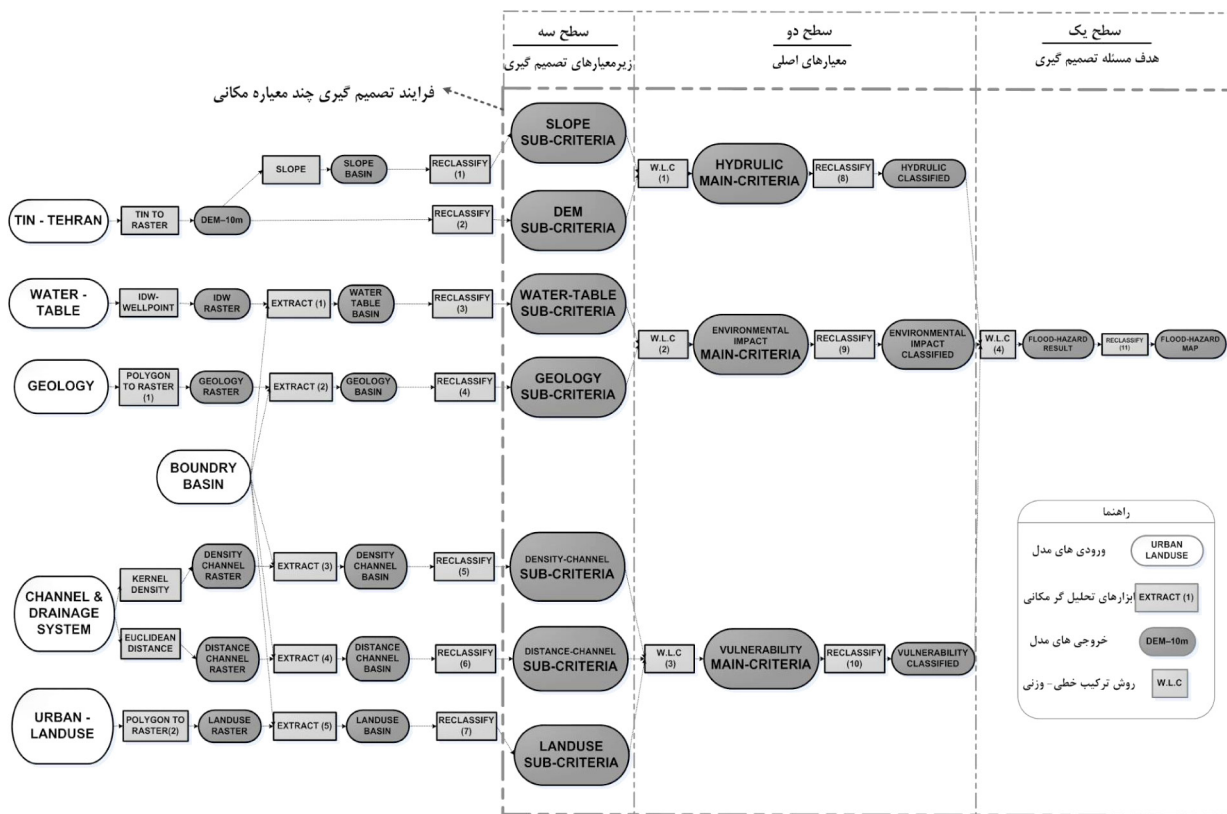 سطح سه
زیرمعیارهای تصمیم گیری
سطح دو
معیارهای اصلی
سطح یک
هدف مسئله تصمیم گیری
فرایند تصمیم گیری چند معیاره مکانی
SLOPE
SUB-CRITERIA
SLOPE
SLOPE
BASIN
RECLASSIFY
(1)
W.L.C
(1)
HYDRULIC
MAIN-CRITERIA
RECLASSIFY
(8)
HYDRULIC
CLASSIFIED
TIN - TEHRAN
TIN TO
RASTER
DEM–10m
RECLASSIFY
(2)
DEM
SUB-CRITERIA
WATER -
TABLE
IDW-
WELLPOINT
IDW
RASTER
EXTRACT (1)
WATER
TABLE
BASIN
RECLASSIFY
(3)
WATER-TABLE
SUB-CRITERIA
W.L.C
(2)
ENVIRONMENTAL
IMPACT
MAIN-CRITERIA
RECLASSIFY
(9)
ENVIRONMENTAL
IMPACT
CLASSIFIED
W.L.C
(4)
FLOOD-HAZARD
RESULT
RECLASSIFY
(11)
FLOOD-HAZARD
MAP
GEOLOGY
POLYGON
TO RASTER
(1)
GEOLOGY
RASTER
EXTRACT (2)
GEOLOGY
BASIN
RECLASSIFY
(4)
GEOLOGY
SUB-CRITERIA
BOUNDRY
BASIN
CHANNEL &
DRAINAGE
SYSTEM
KERNEL
DENSITY
DENSITY
CHANNEL
RASTER
EXTRACT (3)
DENSITY
CHANNEL
BASIN
RECLASSIFY
(5)
DENSITY-CHANNEL
SUB-CRITERIA
EUCLIDEAN
DISTANCE
DISTANCE
CHANNEL
RASTER
EXTRACT (4)
DISTANCE
CHANNEL
BASIN
RECLASSIFY
(6)
DISTANCE-CHANNEL
SUB-CRITERIA
W.L.C
(3)
VULNERABILITY
MAIN-CRITERIA
RECLASSIFY
(10)
VULNERABILITY
CLASSIFIED
URBAN -
LANDUSE
POLYGON TO
RASTER(2)
LANDUSE
RASTER
EXTRACT (5)
LANDUSE
BASIN
RECLASSIFY
(7)
LANDUSE
SUB-CRITERIA
راهنما
ورودی های مدل
URBAN
LANDUSE
ابزارهای تحلیل گر مکانی
EXTRACT (1)
خروجی های مدل
DEM–10m
روش ترکیب خطی- وزنی
W.L.C